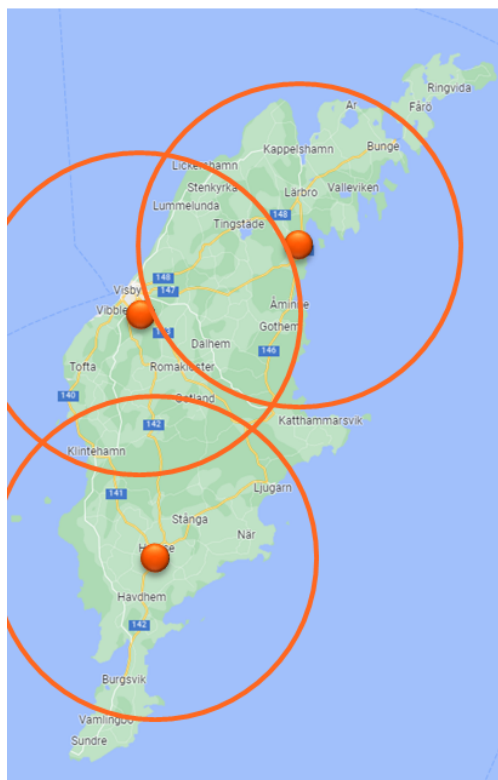 Ringvida
Fårö
Ar
Bunge
Kappelshamn
Lickershamn
Stenkyrka
Lärbro
Valleviken
Lummelunda
148
Tingstäde
148
147
Visby
Vibble
Åminne
Gothem
Dalhem
146
Tofta
Romakloster
140
Gotland
142
Katthammarsvik
Klintehamn
141
Ljugarn
Stånga
När
Havdhem
142
Burgsvik
Vamlingbo
Sundre